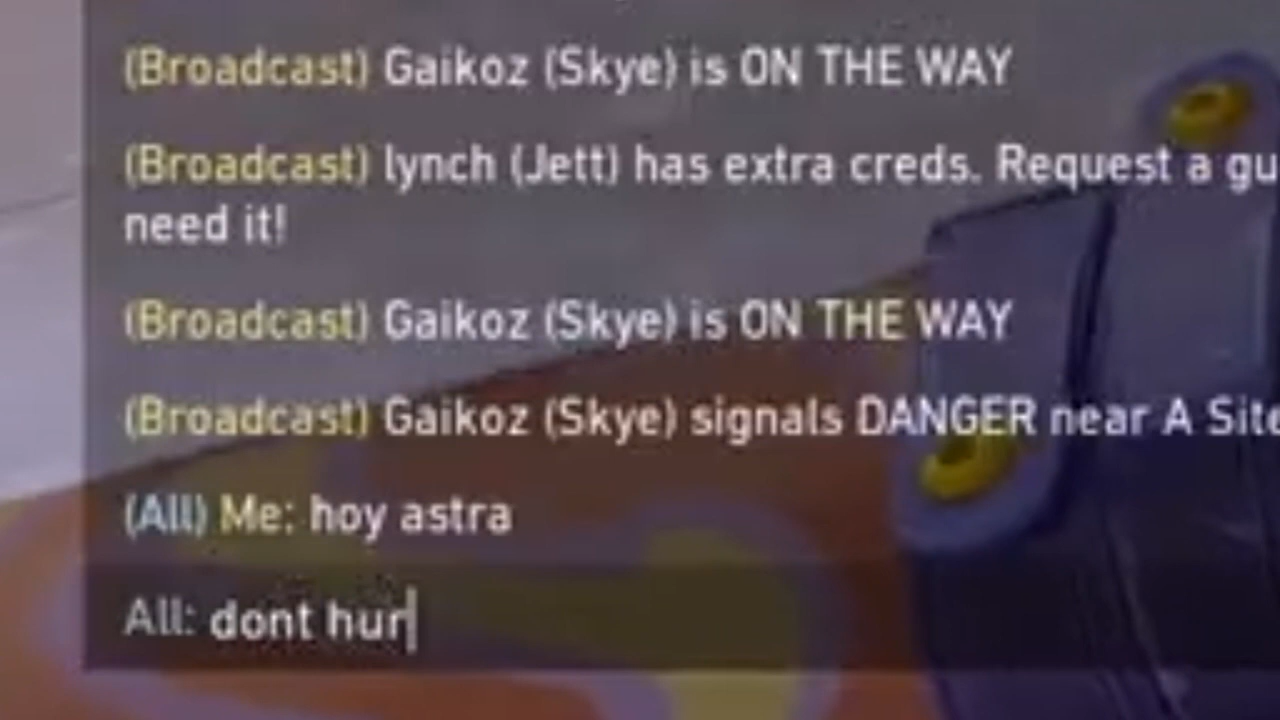 (Broadcast) Gaikoz (Skye) is ON THE WAY
(Broadcast) lynch (Jett) has extra creds. Request a gu
need it!
(Broadcast) Gaikoz (Skye) is ON THE WAY
(Broadcast) Gaikoz (Skye) signals DANGER near A Site
(All) Me: hoy astra
All: dont hur